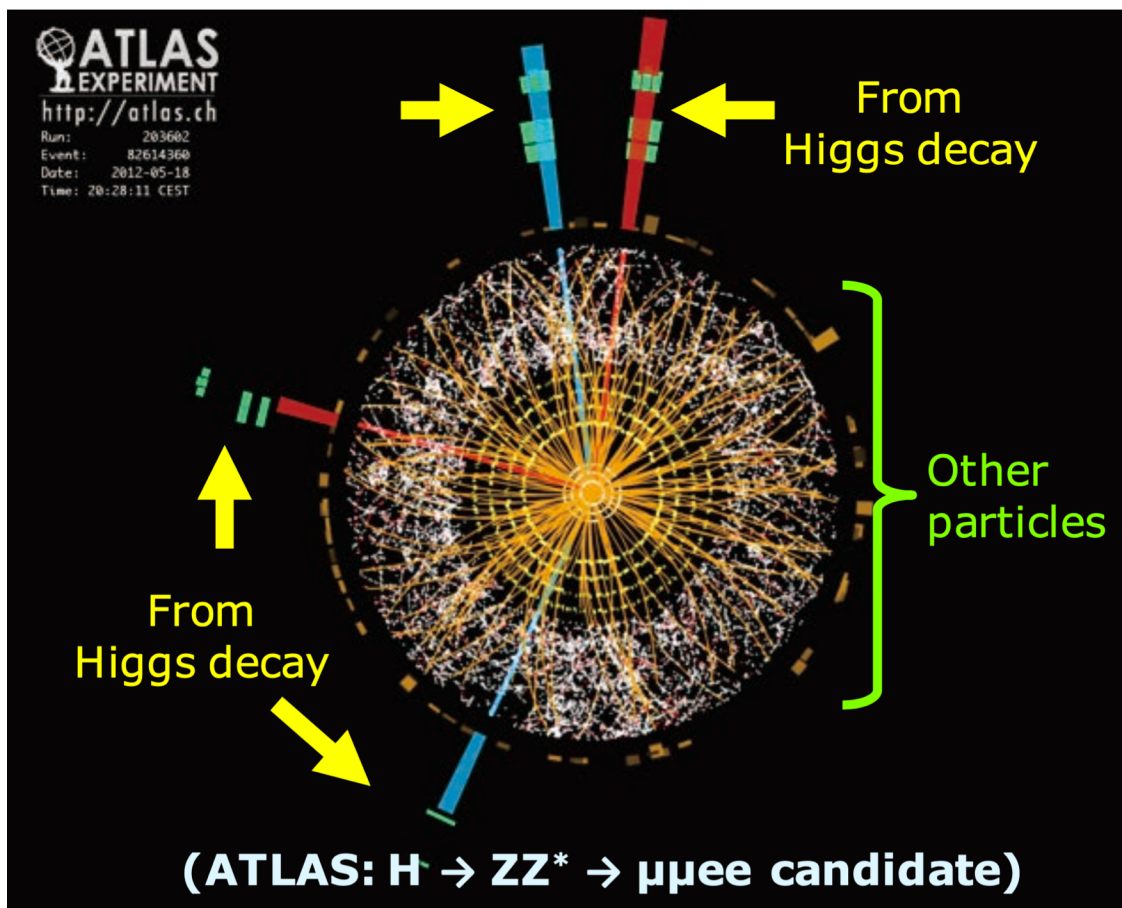 ATLAS
EXPERIMENT
http://atlas.ch
Run: 203602
Event: 82614360
Date: 2012-05-18
Time: 20:28:11 CEST
From
Higgs decay
Other
particles
From
Higgs decay
(ATLAS: H → ZZ* → μμee candidate)